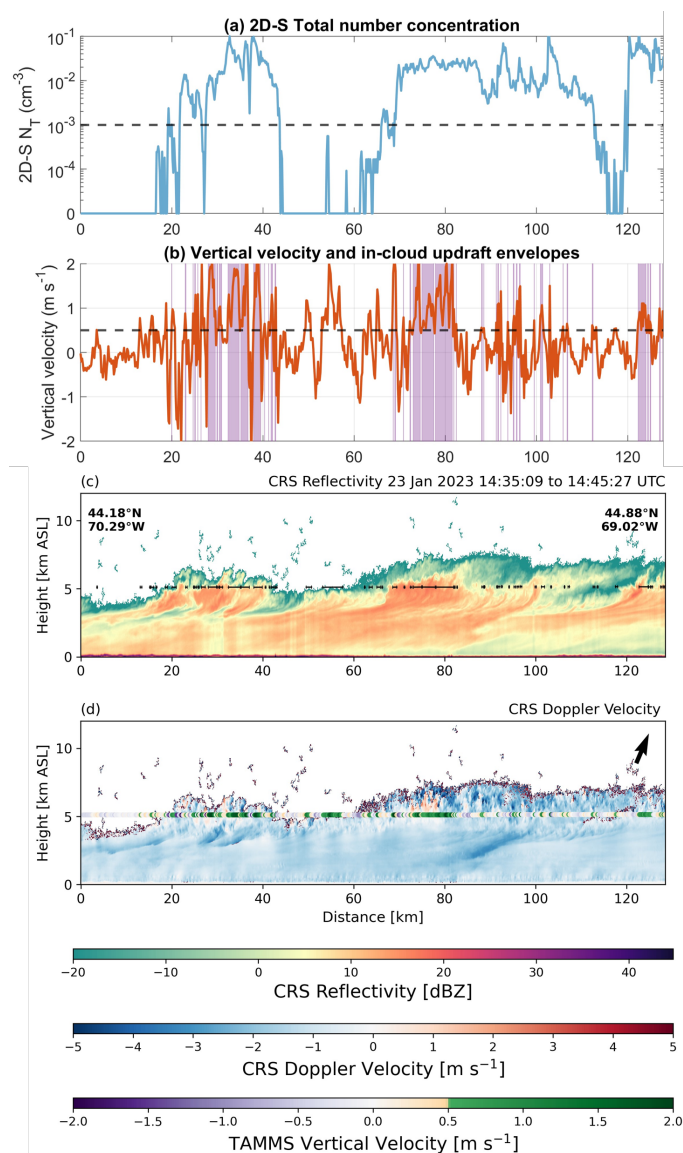 (a) 2D-S Total number concentration
2D-S N_T (cm^-3)
10^-1
10^-2
10^-3
10^-4
0
0 20 40 60 80 100 120
(b) Vertical velocity and in-cloud updraft envelopes
Vertical velocity (m s^-1)
2
1
0
-1
-2
0 20 40 60 80 100 120
(c) CRS Reflectivity 23 Jan 2023 14:35:09 to 14:45:27 UTC
44.18°N 44.88°N
70.29°W 69.02°W
Height [km ASL]
10
5
0
0 20 40 60 80 100 120
(d) CRS Doppler Velocity
Height [km ASL]
10
5
0
0 20 40 60 80 100 120
Distance [km]
−20 −10 0 10 20 30 40
CRS Reflectivity [dBZ]
−5 −4 −3 −2 −1 0 1 2 3 4 5
CRS Doppler Velocity [m s^−1]
−2.0 −1.5 −1.0 −0.5 0.0 0.5 1.0 1.5 2.0
TAMMS Vertical Velocity [m s^−1]